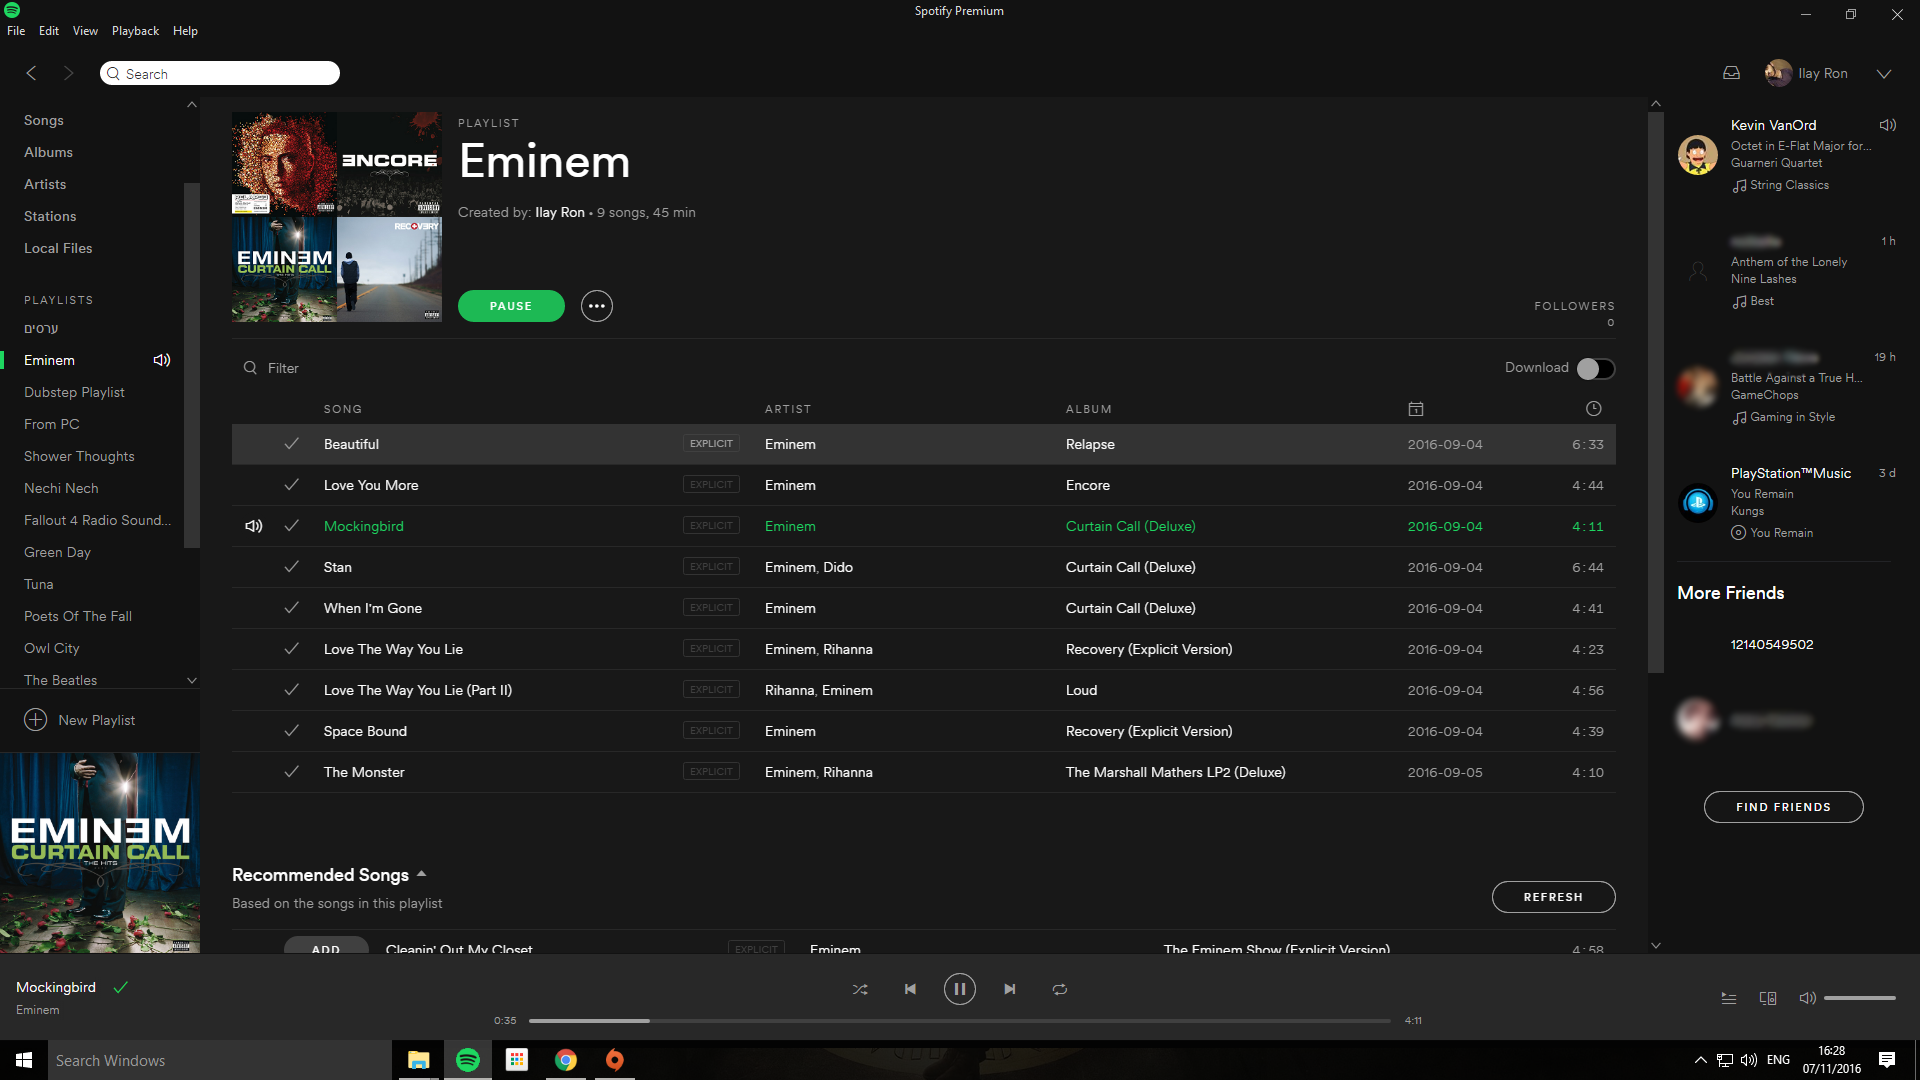 Spotify Premium
File Edit View Playback Help
Search
Ilay Ron
Songs
Albums
Artists
Stations
Local Files
PLAYLISTS
ערסים
Eminem
Dubstep Playlist
From PC
Shower Thoughts
Nechi Nech
Fallout 4 Radio Sound...
Green Day
Tuna
Poets Of The Fall
Owl City
The Beatles
New Playlist
EMINƎM
CURTAIN CALL
THE HITS
ƎNCORE
EMINƎM
CURTAIN CALL
RECOVERY
PLAYLIST
Eminem
Created by: Ilay Ron • 9 songs, 45 min
PAUSE
FOLLOWERS
0
Filter
Download
SONG ARTIST ALBUM
Beautiful EXPLICIT Eminem Relapse 2016-09-04 6:33
Love You More EXPLICIT Eminem Encore 2016-09-04 4:44
Mockingbird EXPLICIT Eminem Curtain Call (Deluxe) 2016-09-04 4:11
Stan EXPLICIT Eminem, Dido Curtain Call (Deluxe) 2016-09-04 6:44
When I'm Gone EXPLICIT Eminem Curtain Call (Deluxe) 2016-09-04 4:41
Love The Way You Lie EXPLICIT Eminem, Rihanna Recovery (Explicit Version) 2016-09-04 4:23
Love The Way You Lie (Part II) EXPLICIT Rihanna, Eminem Loud 2016-09-04 4:56
Space Bound EXPLICIT Eminem Recovery (Explicit Version) 2016-09-04 4:39
The Monster EXPLICIT Eminem, Rihanna The Marshall Mathers LP2 (Deluxe) 2016-09-05 4:10
Recommended Songs
Based on the songs in this playlist
REFRESH
ADD Cleanin' Out My Closet EXPLICIT Eminem The Eminem Show (Explicit Version) 4:58
Kevin VanOrd
Octet in E-Flat Major for...
Guarneri Quartet
String Classics
1 h
Anthem of the Lonely
Nine Lashes
Best
19 h
Battle Against a True H...
GameChops
Gaming in Style
PlayStation™Music 3 d
You Remain
Kungs
You Remain
More Friends
12140549502
FIND FRIENDS
Mockingbird
Eminem
0:35 4:11
Search Windows
ENG
16:28
07/11/2016